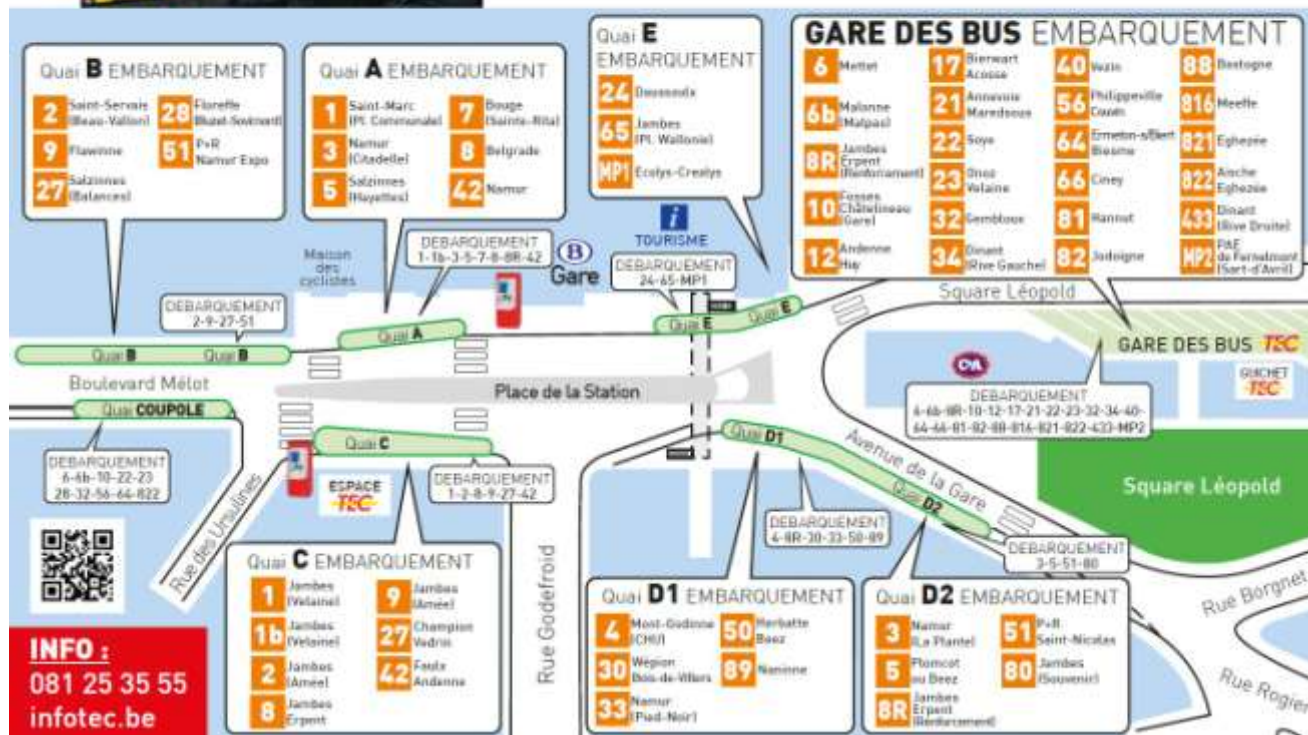 Quai B EMBARQUEMENT
2 Saint-Servais
(Beau-Vallon)
9 Flawinne
27 Salzinnes
(Balances)
28 Floreffe
51 P+R
Namur Expo
Quai A EMBARQUEMENT
1 Saint-Marc
(Pl. Communale)
3 Namur
(Citadelle)
5 Salzinnes
(Hayettes)
7 Bouge
(Sainte-Rita)
8 Belgrade
42 Namur
Quai E
EMBARQUEMENT
24 Daussoulx
65 Jambes
(Pl. Wallonie)
MP1 Ecolys-Crealys
GARE DES BUS EMBARQUEMENT
6 Mettet
6b Malonne
(Malpas)
8R Jambes
Erpent
(Renforcement)
10 Fosses
Châtelineau
(Gare)
12 Andenne
Huy
17 Bierwart
Acosse
21 Annevoie
Maredsous
22 Soye
23 Onoz
Velaine
32 Gembloux
34 Dinant
(Rive Gauche)
40 Vezin
56 Philippeville
Couvin
64 Ermeton-s/Biert
Biesme
66 Ciney
81 Hannut
82 Jodoigne
88 Bastogne
816 Meeffe
821 Eghezée
822 Aische
Eghezée
433 Dinant
(Rive Droite)
MP2 PAE
de Fernelmont
(Sart-d'Avril)
Maison
des
cyclistes
DEBARQUEMENT
1-1b-3-5-7-8-8R-42
B
Gare
i
TOURISME
DEBARQUEMENT
24-65-MP1
DEBARQUEMENT
2-9-27-51
Square Léopold
Quai B
Quai B
Quai A
Quai E
Quai E
GARE DES BUS TEC
GUICHET
TEC
C&A
Boulevard Mélot
Place de la Station
DEBARQUEMENT
6-6b-8R-10-12-17-21-22-23-32-34-40-
64-66-81-82-88-816-821-822-433-MP2
Quai COUPOLE
Quai C
Quai D1
Avenue de la Gare
Quai D2
DEBARQUEMENT
6-6b-10-22-23
28-32-56-64-822
ESPACE
TEC
DEBARQUEMENT
1-2-8-9-27-42
DEBARQUEMENT
4-8R-30-33-50-89
DEBARQUEMENT
3-5-51-80
Square Léopold
Rue des Ursulines
Rue Godefroid
Rue Borgnet
Rue Rogier
Quai C EMBARQUEMENT
1 Jambes
(Velaine)
1b Jambes
(Velaine)
2 Jambes
(Amée)
8 Jambes
Erpent
9 Jambes
(Amée)
27 Champion
Vedrin
42 Faulx
Andenne
Quai D1 EMBARQUEMENT
4 Mont-Godinne
(CHU)
30 Wépion
Bois-de-Villers
33 Namur
(Pied-Noir)
50 Herbatte
Beez
89 Naninne
Quai D2 EMBARQUEMENT
3 Namur
(La Plante)
5 Plomcot
ou Beez
8R Jambes
Erpent
(Renforcement)
51 P+R
Saint-Nicolas
80 Jambes
(Souvenir)
INFO :
081 25 35 55
infotec.be